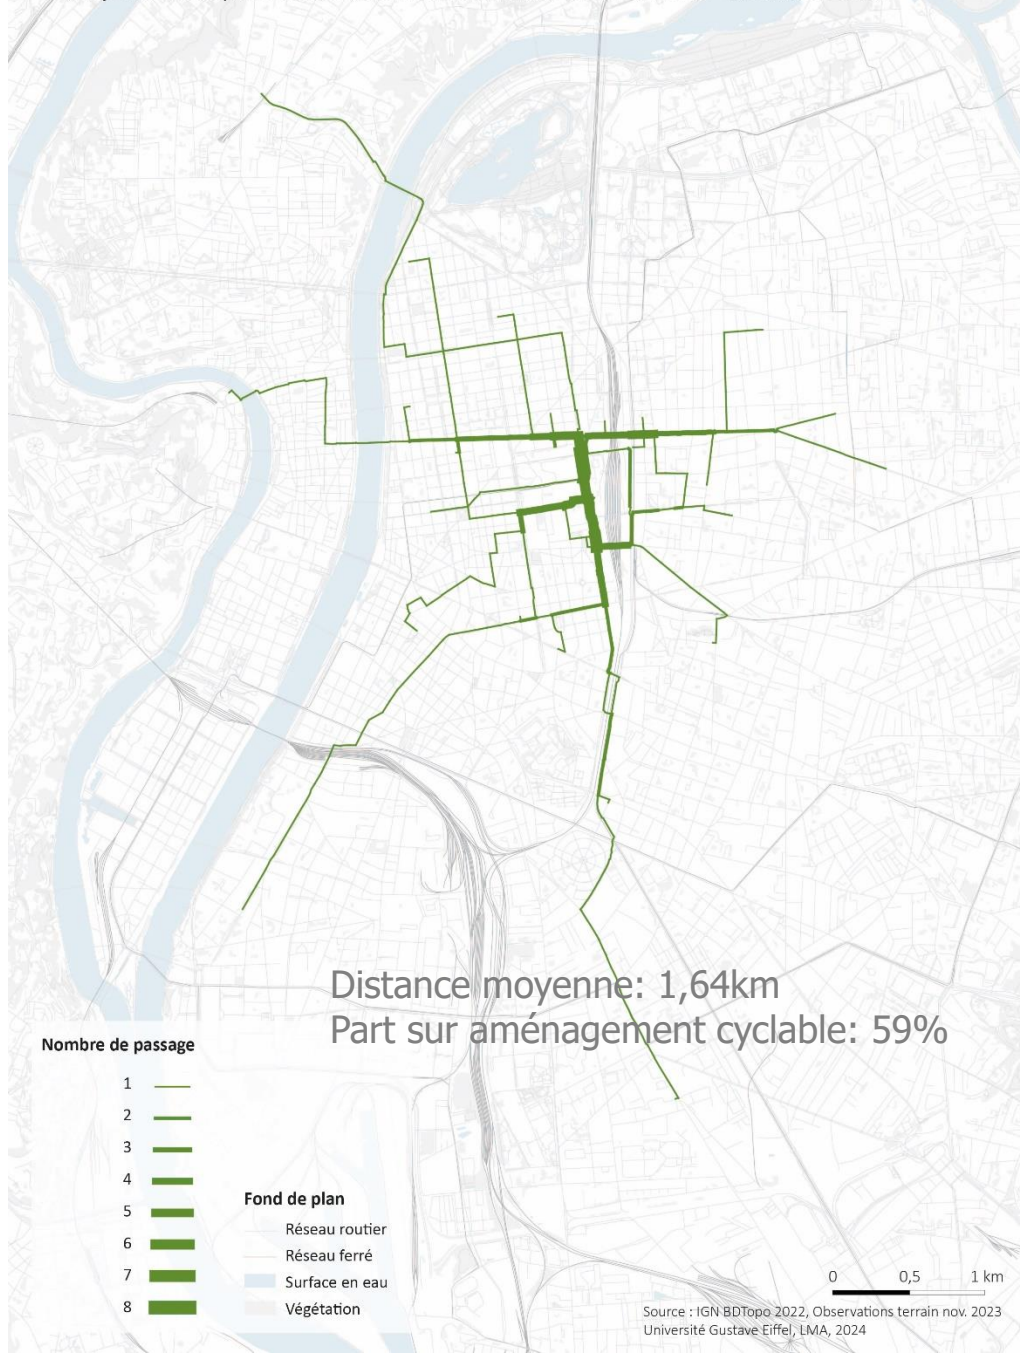 Distance moyenne: 1,64km
Part sur aménagement cyclable: 59%
Nombre de passage
1
2
3
4
5
6
7
8
Fond de plan
Réseau routier
Réseau ferré
Surface en eau
Végétation
0 0,5 1 km
Source : IGN BDTopo 2022, Observations terrain nov. 2023
Université Gustave Eiffel, LMA, 2024